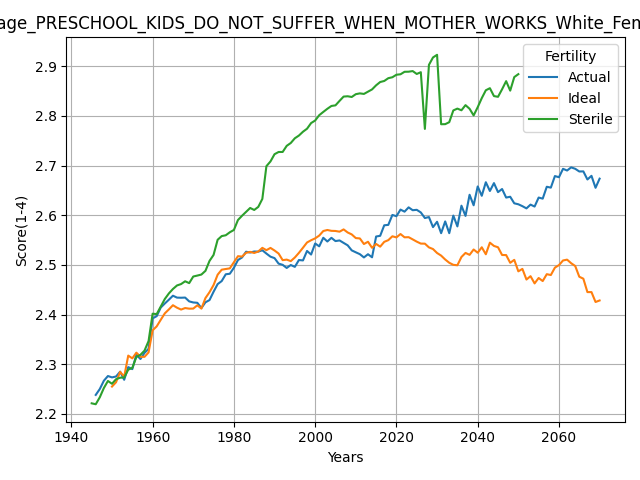 age_PRESCHOOL_KIDS_DO_NOT_SUFFER_WHEN_MOTHER_WORKS_White_Fem
2.9
2.8
2.7
2.6
2.5
2.4
2.3
2.2
Score(1-4)
1940 1960 1980 2000 2020 2040 2060
Years
Fertility
Actual
Ideal
Sterile